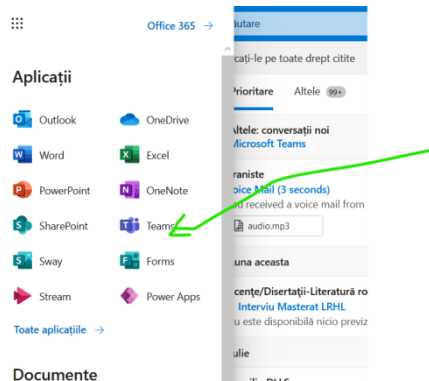 Office 365 →
Aplicații
Outlook
OneDrive
Word
Excel
PowerPoint
OneNote
SharePoint
Teams
Sway
Forms
Stream
Power Apps
Toate aplicațiile →
Documente
ăutare
cați-le pe toate drept citite
Prioritare Altele 99+
Altele: conversații noi
Microsoft Teams
raniste
oice Mail (3 seconds)
received a voice mail from
audio.mp3
una aceasta
cențe/Disertații-Literatură ro
Interviu Masterat LRHL
u este disponibilă nicio previz
ulie